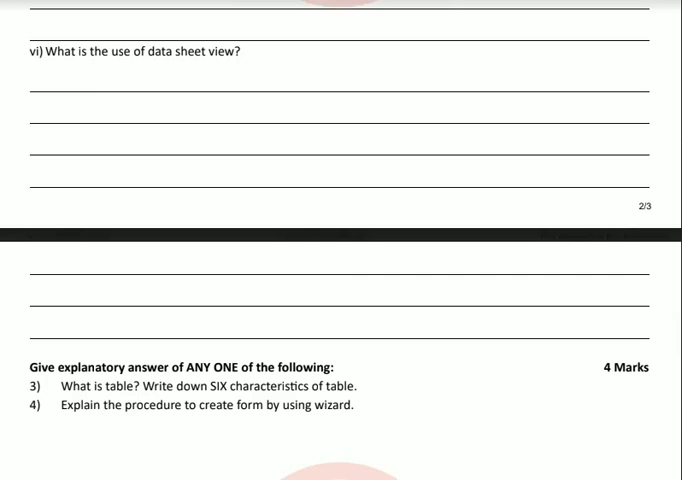 vi) What is the use of data sheet view?
2/3
Give explanatory answer of ANY ONE of the following: 4 Marks
3) What is table? Write down SIX characteristics of table.
4) Explain the procedure to create form by using wizard.